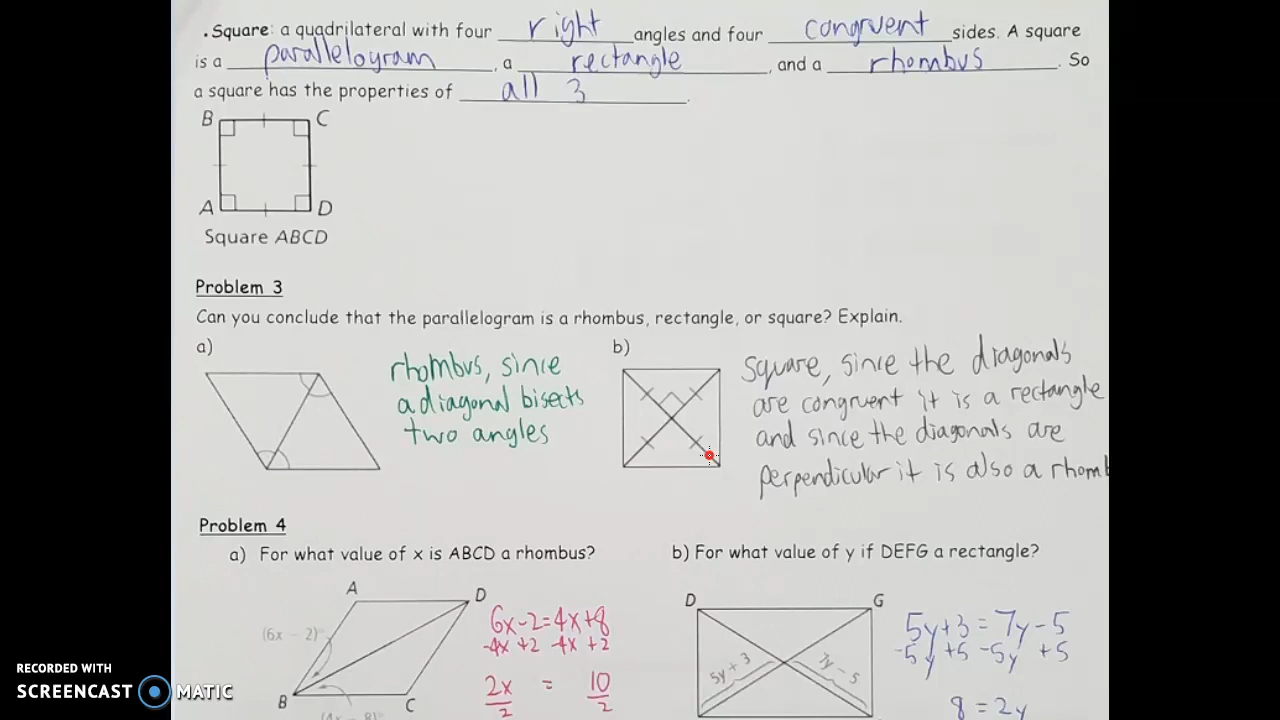 . Square: a quadrilateral with four right angles and four congruent sides. A square
is a parallelogram, a rectangle, and a rhombus. So
a square has the properties of all 3.
B C
A D
Square ABCD
Problem 3
Can you conclude that the parallelogram is a rhombus, rectangle, or square? Explain.
a)
rhombus, since
a diagonal bisects
two angles
b)
square, since the diagonals
are congruent it is a rectangle
and since the diagonals are
perpendicular it is also a rhomb
Problem 4
a) For what value of x is ABCD a rhombus?
A D
(6x - 2)°
B C
6x-2=4x+8
-4x +2 -4x +2
2x = 10
2 2
b) For what value of y if DEFG a rectangle?
D G
5y + 3 7y - 5
5y+3 = 7y-5
-5y +5 -5y +5
8 = 2y
RECORDED WITH
SCREENCAST MATIC